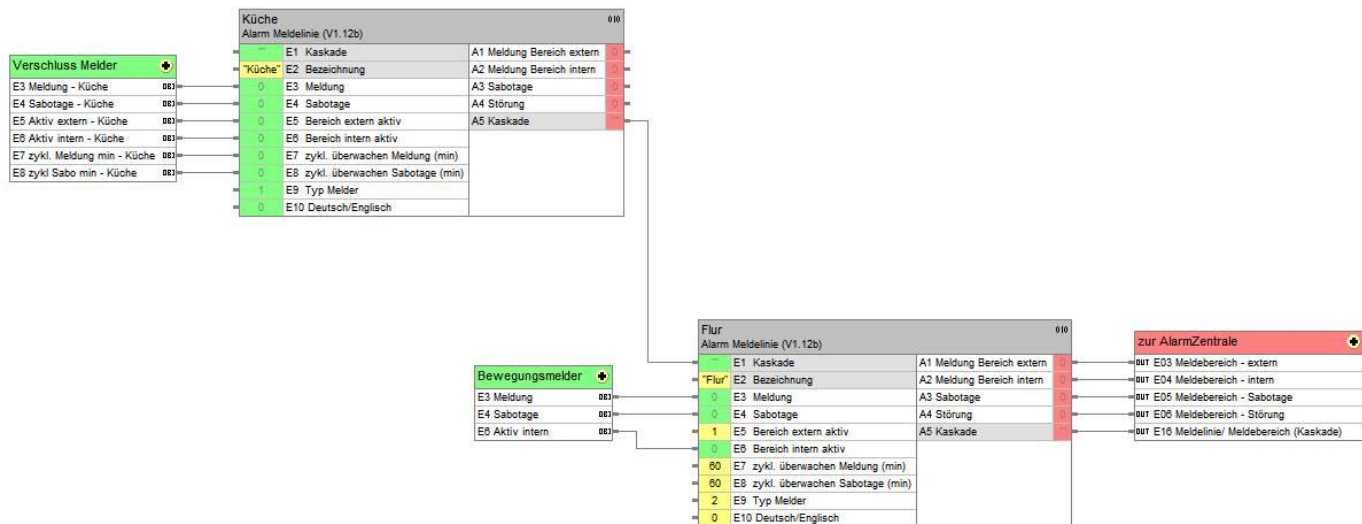 Küche
Alarm Meldelinie (V1.12b)
E1 Kaskade A1 Meldung Bereich extern 0
"Küche" E2 Bezeichnung A2 Meldung Bereich intern 0
0 E3 Meldung A3 Sabotage 0
0 E4 Sabotage A4 Störung 0
0 E5 Bereich extern aktiv A5 Kaskade
0 E6 Bereich intern aktiv
0 E7 zykl. überwachen Meldung (min)
0 E8 zykl. überwachen Sabotage (min)
1 E9 Typ Melder
0 E10 Deutsch/Englisch
Verschluss Melder
E3 Meldung - Küche OBJ
E4 Sabotage - Küche OBJ
E5 Aktiv extern - Küche OBJ
E6 Aktiv intern - Küche OBJ
E7 zykl. Meldung min - Küche OBJ
E8 zykl Sabo min - Küche OBJ
Flur
Alarm Meldelinie (V1.12b)
E1 Kaskade A1 Meldung Bereich extern 0
"Flur" E2 Bezeichnung A2 Meldung Bereich intern 0
0 E3 Meldung A3 Sabotage 0
0 E4 Sabotage A4 Störung 0
1 E5 Bereich extern aktiv A5 Kaskade
0 E6 Bereich intern aktiv
60 E7 zykl. überwachen Meldung (min)
60 E8 zykl. überwachen Sabotage (min)
2 E9 Typ Melder
0 E10 Deutsch/Englisch
Bewegungsmelder
E3 Meldung OBJ
E4 Sabotage OBJ
E6 Aktiv intern OBJ
zur AlarmZentrale
OUT E03 Meldebereich - extern
OUT E04 Meldebereich - intern
OUT E05 Meldebereich - Sabotage
OUT E06 Meldebereich - Störung
OUT E16 Meldelinie/ Meldebereich (Kaskade)